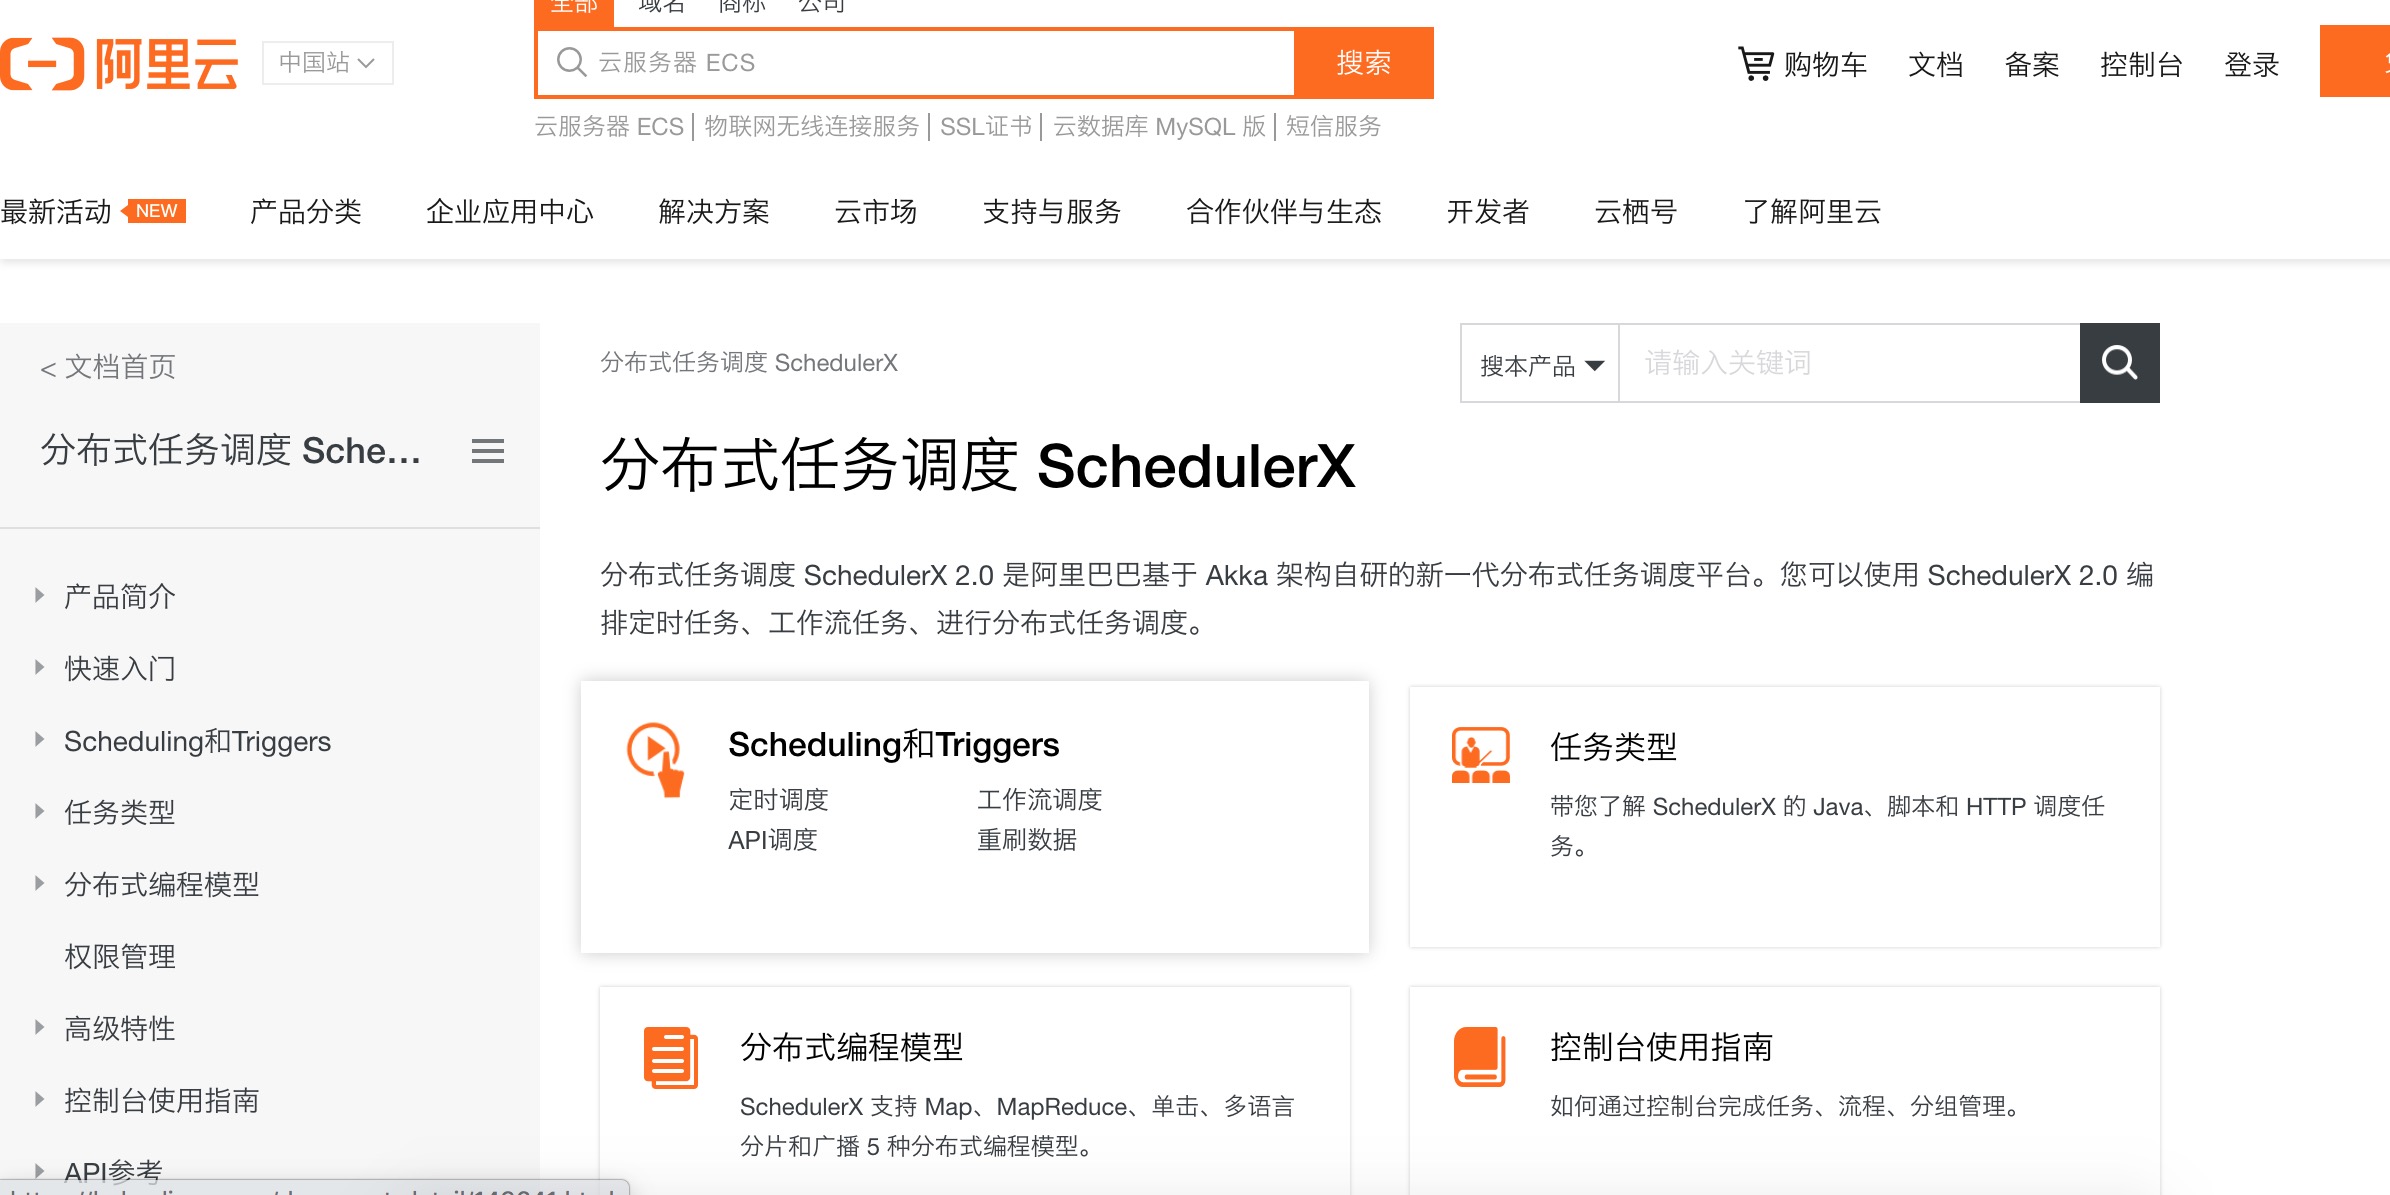 全部 域名 商标 公司
阿里云 中国站
云服务器 ECS 搜索
购物车 文档 备案 控制台 登录
云服务器 ECS 物联网无线连接服务 SSL证书 云数据库 MySQL 版 短信服务
最新活动 NEW 产品分类 企业应用中心 解决方案 云市场 支持与服务 合作伙伴与生态 开发者 云栖号 了解阿里云
< 文档首页
分布式任务调度 Sche...
产品简介
快速入门
Scheduling和Triggers
任务类型
分布式编程模型
权限管理
高级特性
控制台使用指南
API参考
分布式任务调度 SchedulerX
搜本产品 请输入关键词
分布式任务调度 SchedulerX
分布式任务调度 SchedulerX 2.0 是阿里巴巴基于 Akka 架构自研的新一代分布式任务调度平台。您可以使用 SchedulerX 2.0 编
排定时任务、工作流任务、进行分布式任务调度。
Scheduling和Triggers
定时调度 工作流调度
API调度 重刷数据
任务类型
带您了解 SchedulerX 的 Java、脚本和 HTTP 调度任
务。
分布式编程模型
SchedulerX 支持 Map、MapReduce、单击、多语言
分片和广播 5 种分布式编程模型。
控制台使用指南
如何通过控制台完成任务、流程、分组管理。